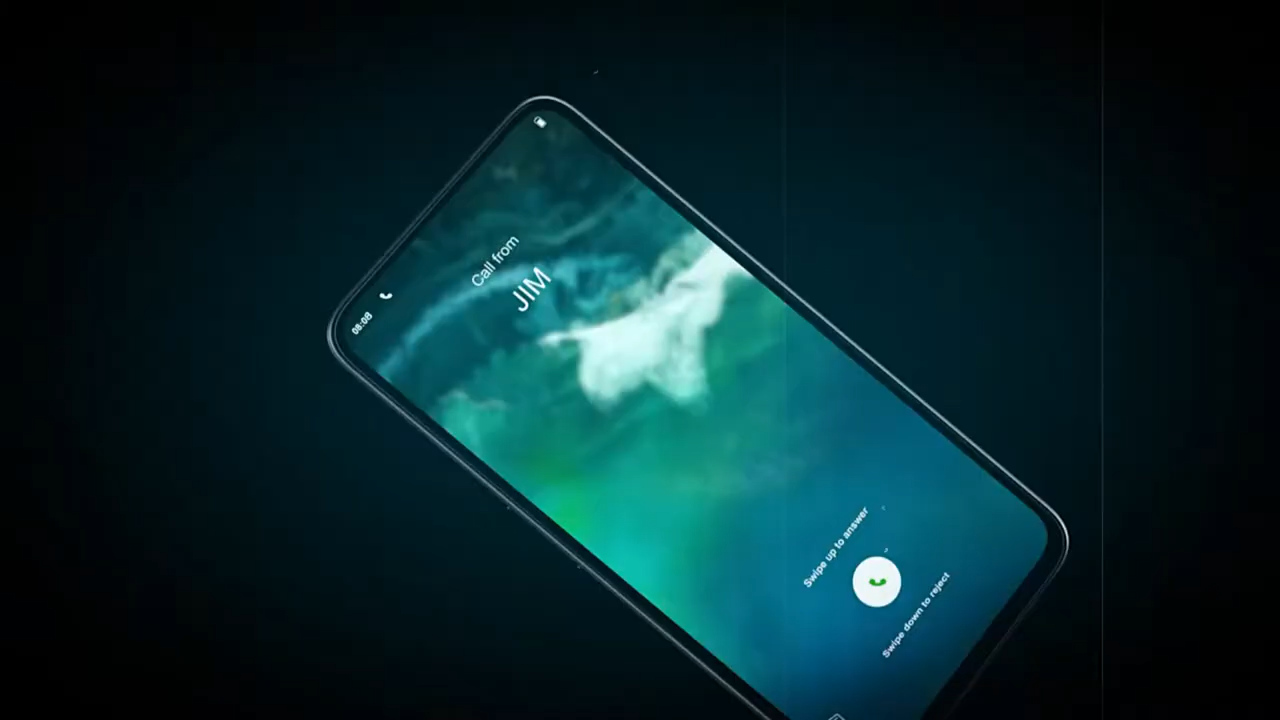 08:08
Call from
JIM
Swipe up to answer
Swipe down to reject